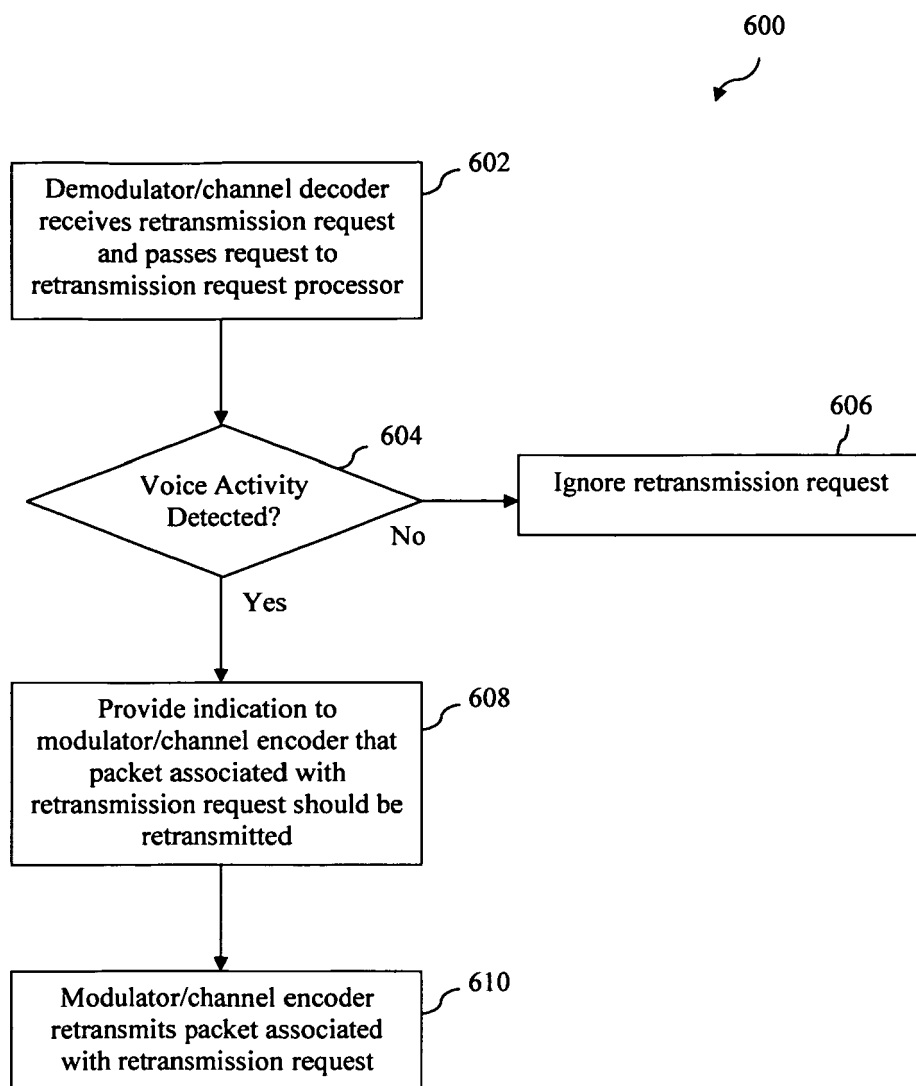 600
602
Demodulator/channel decoder
receives retransmission request
and passes request to
retransmission request processor
604
Voice Activity
Detected?
No
606
Ignore retransmission request
Yes
608
Provide indication to
modulator/channel encoder that
packet associated with
retransmission request should be
retransmitted
610
Modulator/channel encoder
retransmits packet associated
with retransmission request